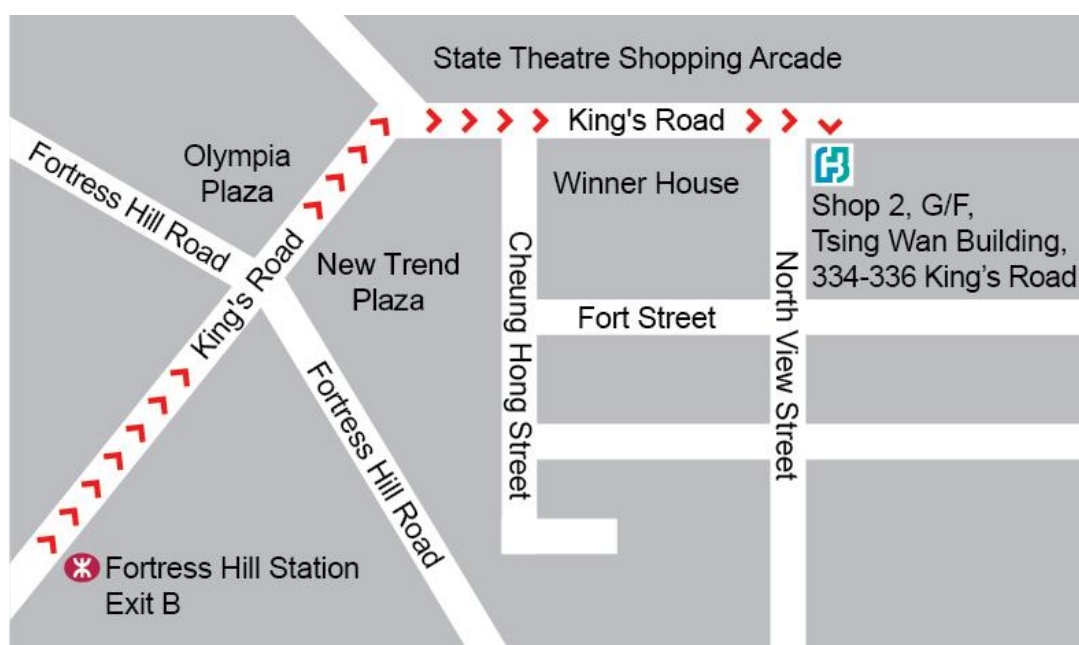 State Theatre Shopping Arcade
King's Road
Olympia
Plaza
Fortress Hill Road
Winner House
Shop 2, G/F,
Tsing Wan Building,
334-336 King’s Road
King's Road
New Trend
Plaza
Cheung Hong Street
North View Street
Fort Street
Fortress Hill Road
Fortress Hill Station
Exit B